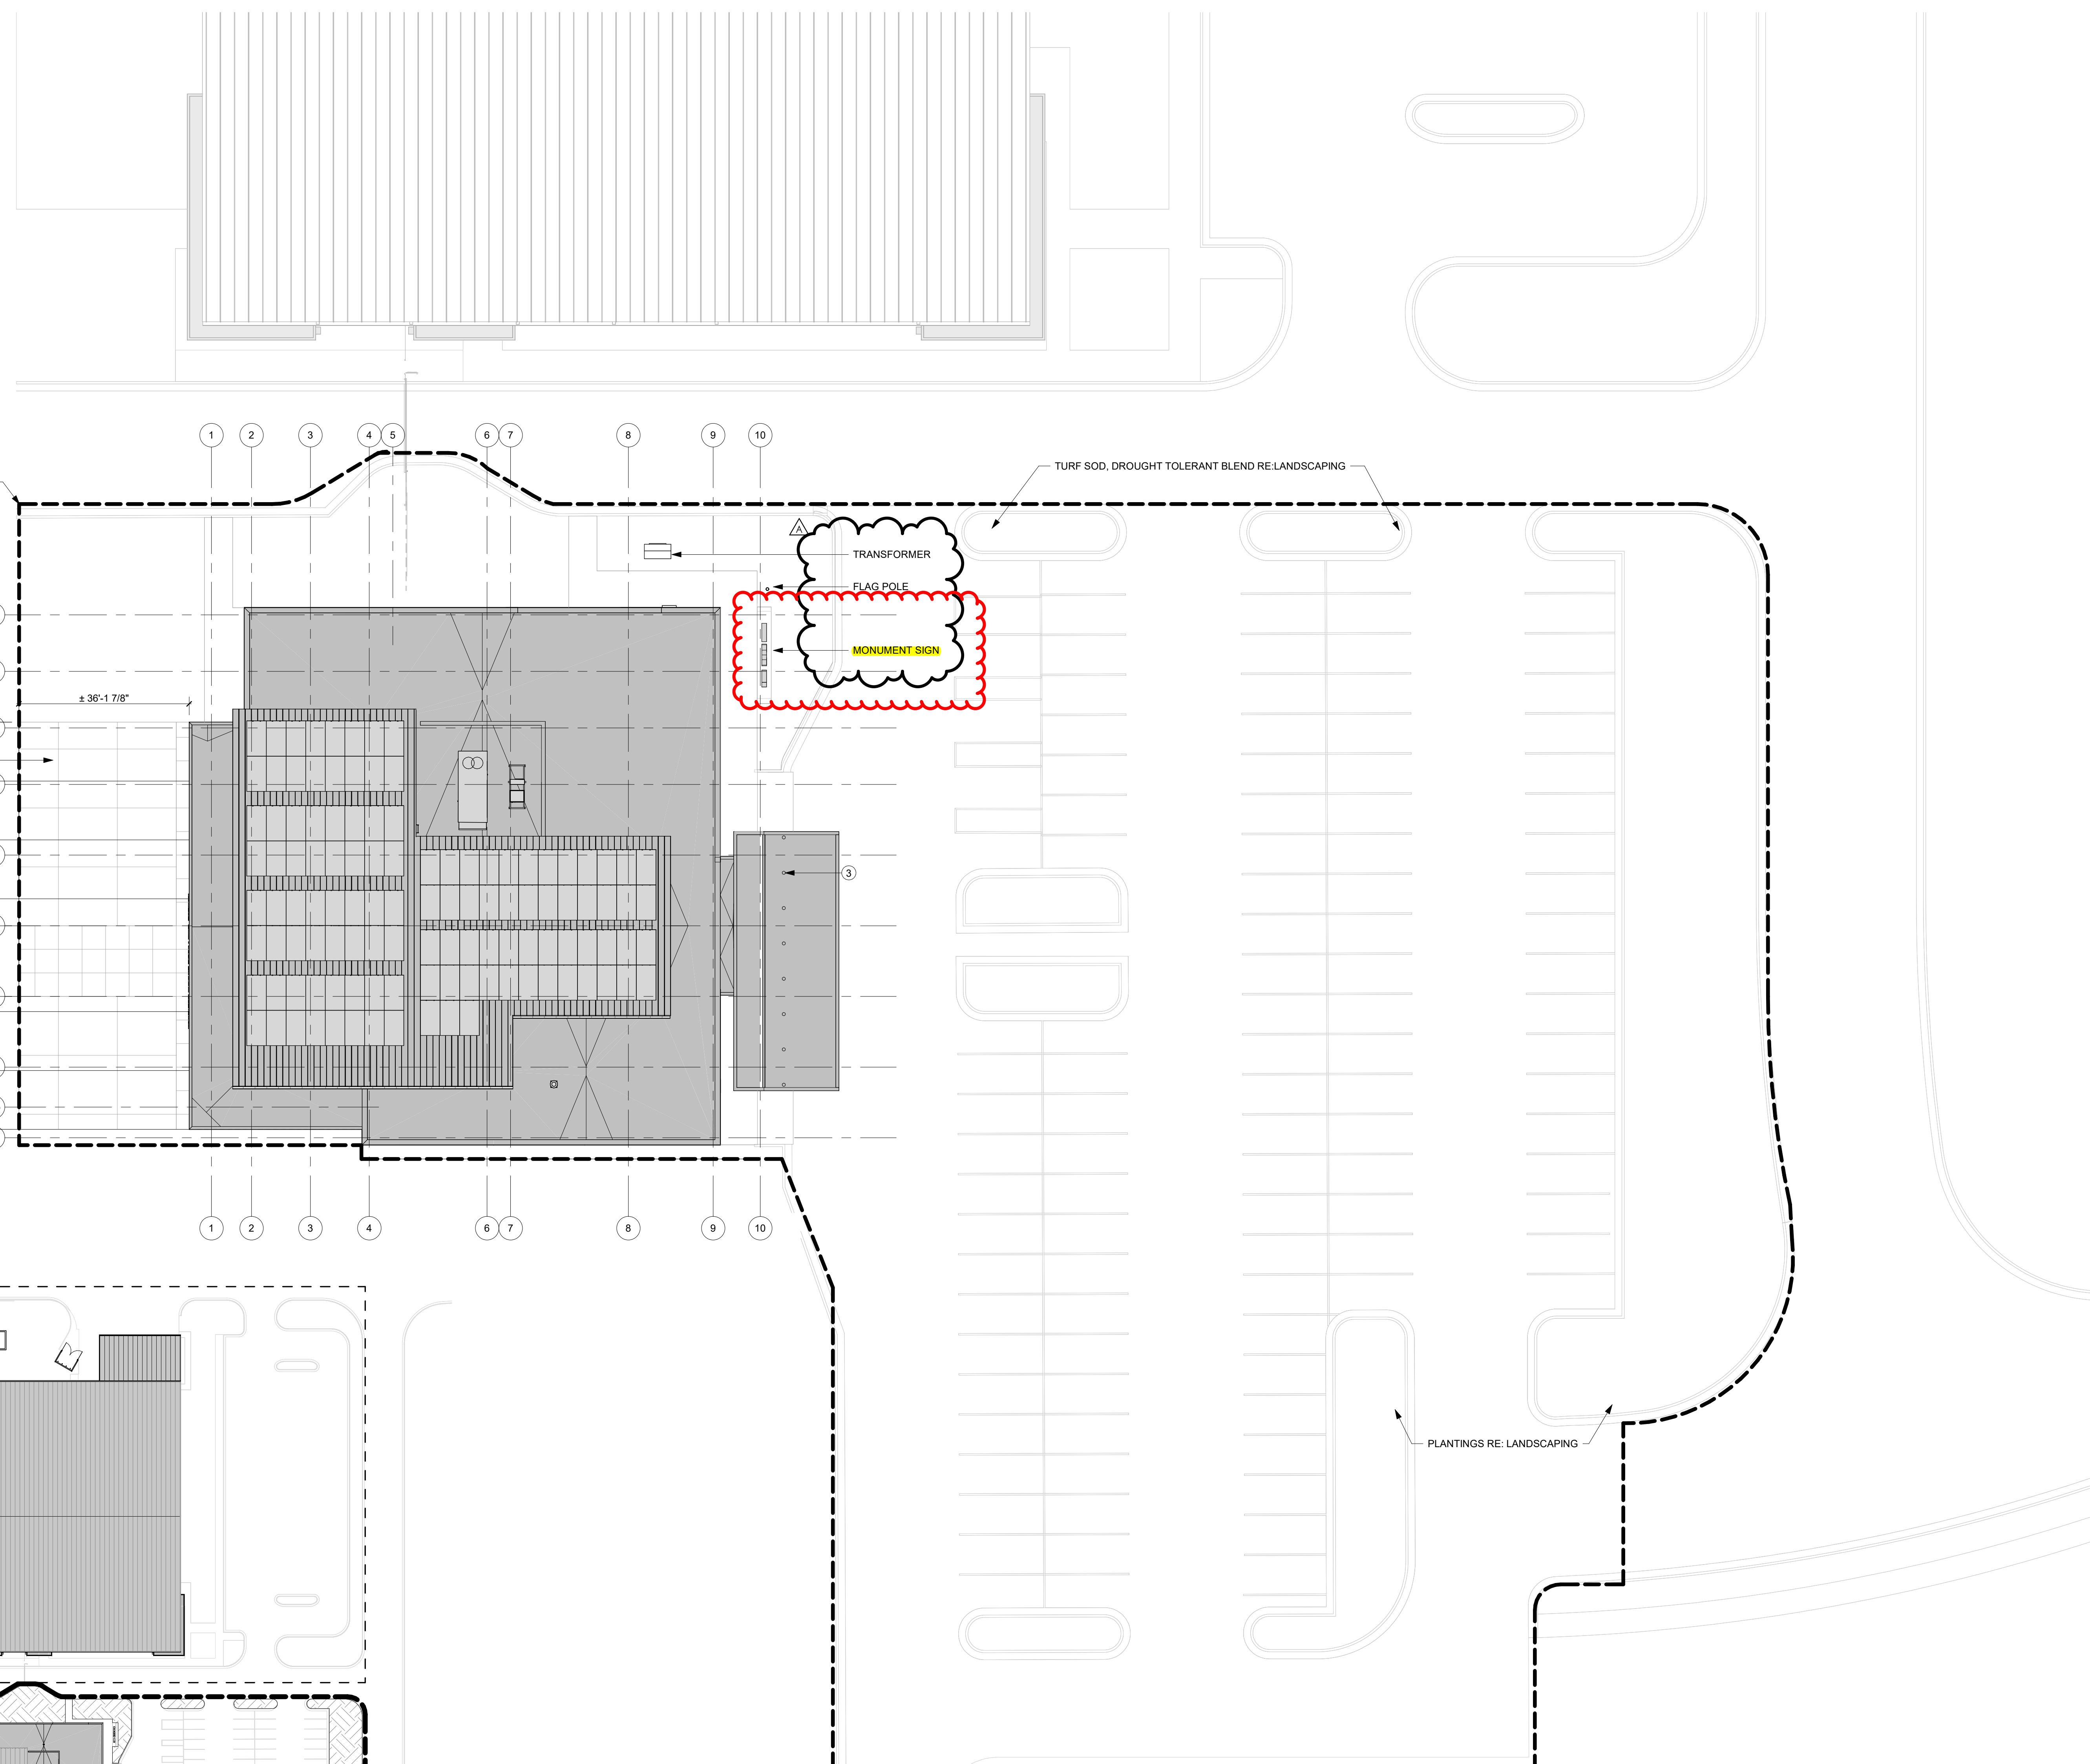 1 2 3 4 5 6 7 8 9 10
TURF SOD, DROUGHT TOLERANT BLEND RE:LANDSCAPING
A
TRANSFORMER
FLAG POLE
MONUMENT SIGN
± 36'-1 7/8"
3
1 2 3 4 6 7 8 9 10
PLANTINGS RE: LANDSCAPING